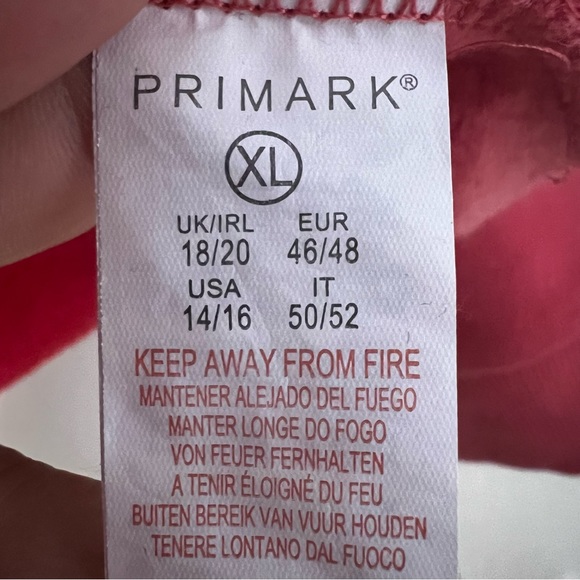 PRIMARK®
XL
UK/IRL EUR
18/20 46/48
USA IT
14/16 50/52
KEEP AWAY FROM FIRE
MANTENER ALEJADO DEL FUEGO
MANTER LONGE DO FOGO
VON FEUER FERNHALTEN
A TENIR ÉLOIGNÉ DU FEU
BUITEN BEREIK VAN VUUR HOUDEN
TENERE LONTANO DAL FUOCO